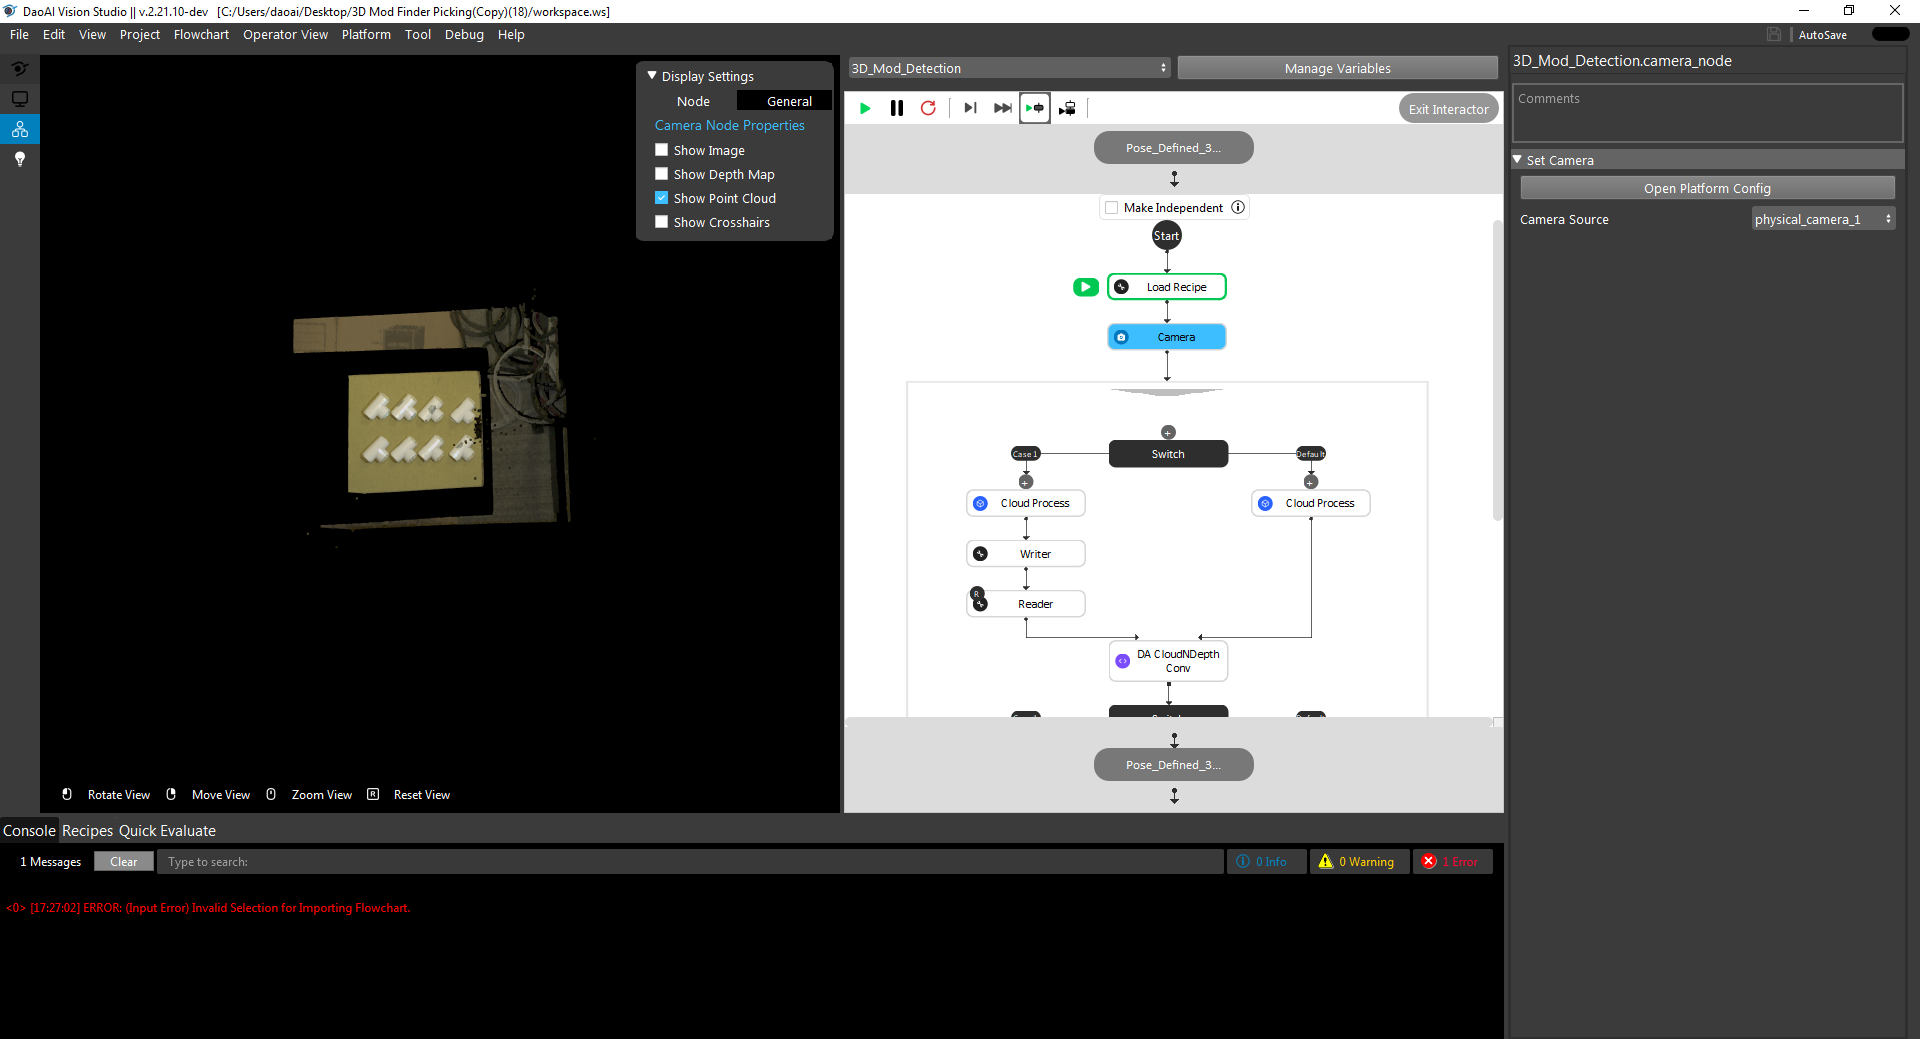 DaoAI Vision Studio || v.2.21.10-dev [C:/Users/daoai/Desktop/3D Mod Finder Picking(Copy)(18)/workspace.ws]
File Edit View Project Flowchart Operator View Platform Tool Debug Help
AutoSave
Display Settings
Node General
Camera Node Properties
Show Image
Show Depth Map
Show Point Cloud
Show Crosshairs
Rotate View Move View Zoom View R Reset View
3D_Mod_Detection Manage Variables
Exit Interactor
Pose_Defined_3...
Make Independent
Start
Load Recipe
Camera
Case 1 Switch Default
Cloud Process Cloud Process
Writer
R
Reader
DA CloudNDepth
Conv
Pose_Defined_3...
3D_Mod_Detection.camera_node
Comments
Set Camera
Open Platform Config
Camera Source physical_camera_1
Console Recipes Quick Evaluate
1 Messages Clear Type to search: 0 Info 0 Warning 1 Error
<0> [17:27:02] ERROR: (Input Error) Invalid Selection for Importing Flowchart.